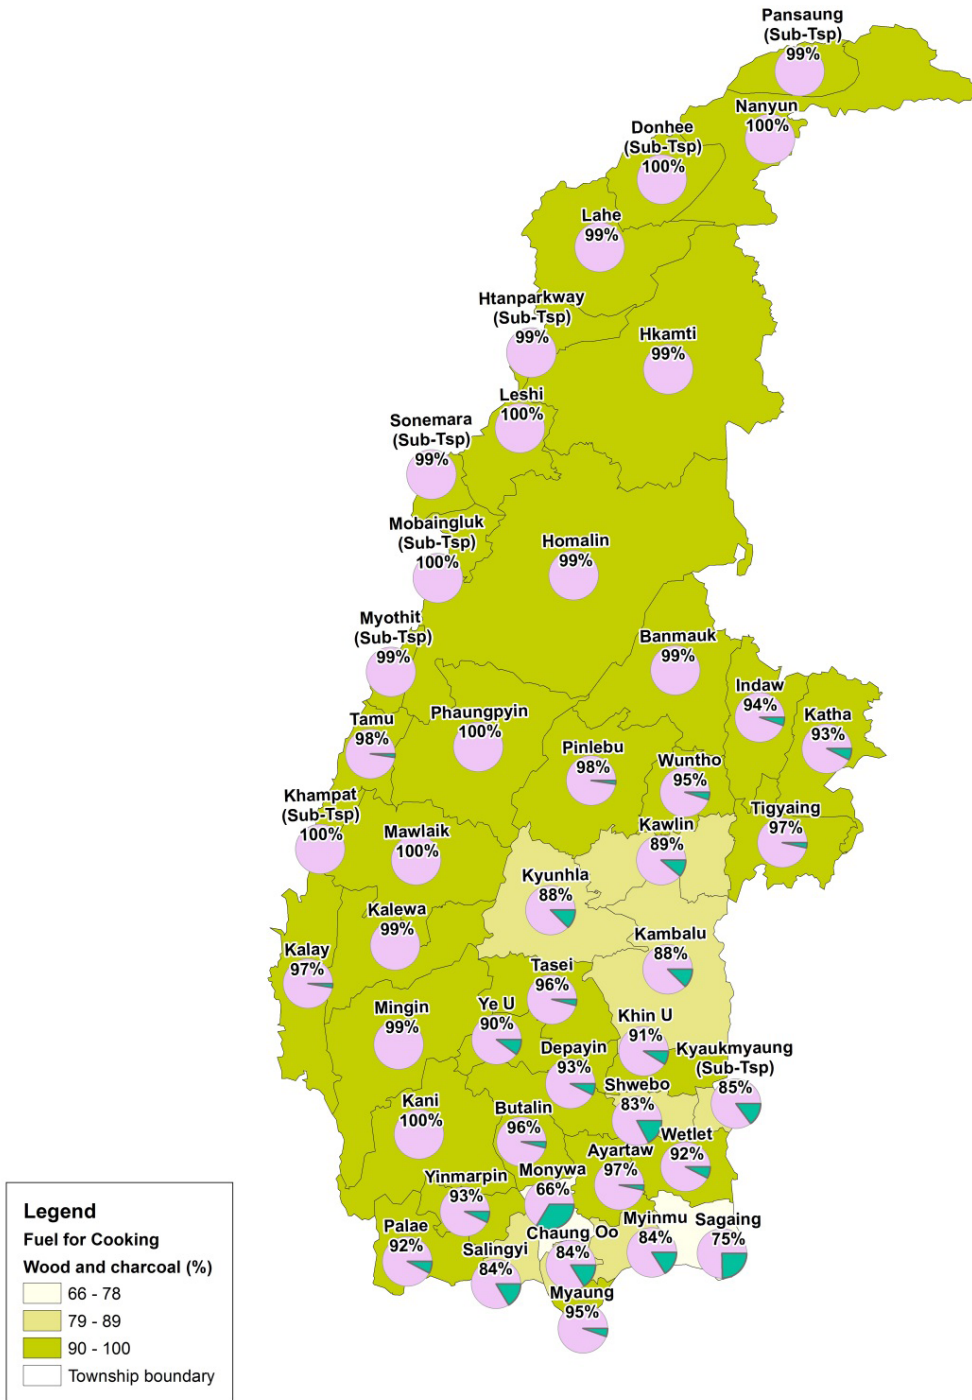 Pansaung
(Sub-Tsp)
99%
Nanyun
100%
Donhee
(Sub-Tsp)
100%
Lahe
99%
Htanparkway
(Sub-Tsp)
99%
Hkamti
99%
Leshi
100%
Sonemara
(Sub-Tsp)
99%
Mobaingluk
(Sub-Tsp)
100%
Homalin
99%
Myothit
(Sub-Tsp)
99%
Banmauk
99%
Indaw
94%
Katha
93%
Tamu
98%
Phaungpyin
100%
Pinlebu
98%
Wuntho
95%
Tigyaing
97%
Khampat
(Sub-Tsp)
100%
Mawlaik
100%
Kawlin
89%
Kyunhla
88%
Kalewa
99%
Kambalu
88%
Kalay
97%
Tasei
96%
Mingin
99%
Ye U
90%
Khin U
91%
Depayin
93%
Kyaukmyaung
(Sub-Tsp)
85%
Shwebo
83%
Kani
100%
Butalin
96%
Wetlet
92%
Ayartaw
97%
Monywa
66%
Yinmarpin
93%
Palae
92%
Salingyi
84%
Chaung Oo
84%
Myinmu
84%
Sagaing
75%
Myaung
95%
Legend
Fuel for Cooking
Wood and charcoal (%)
66 - 78
79 - 89
90 - 100
Township boundary